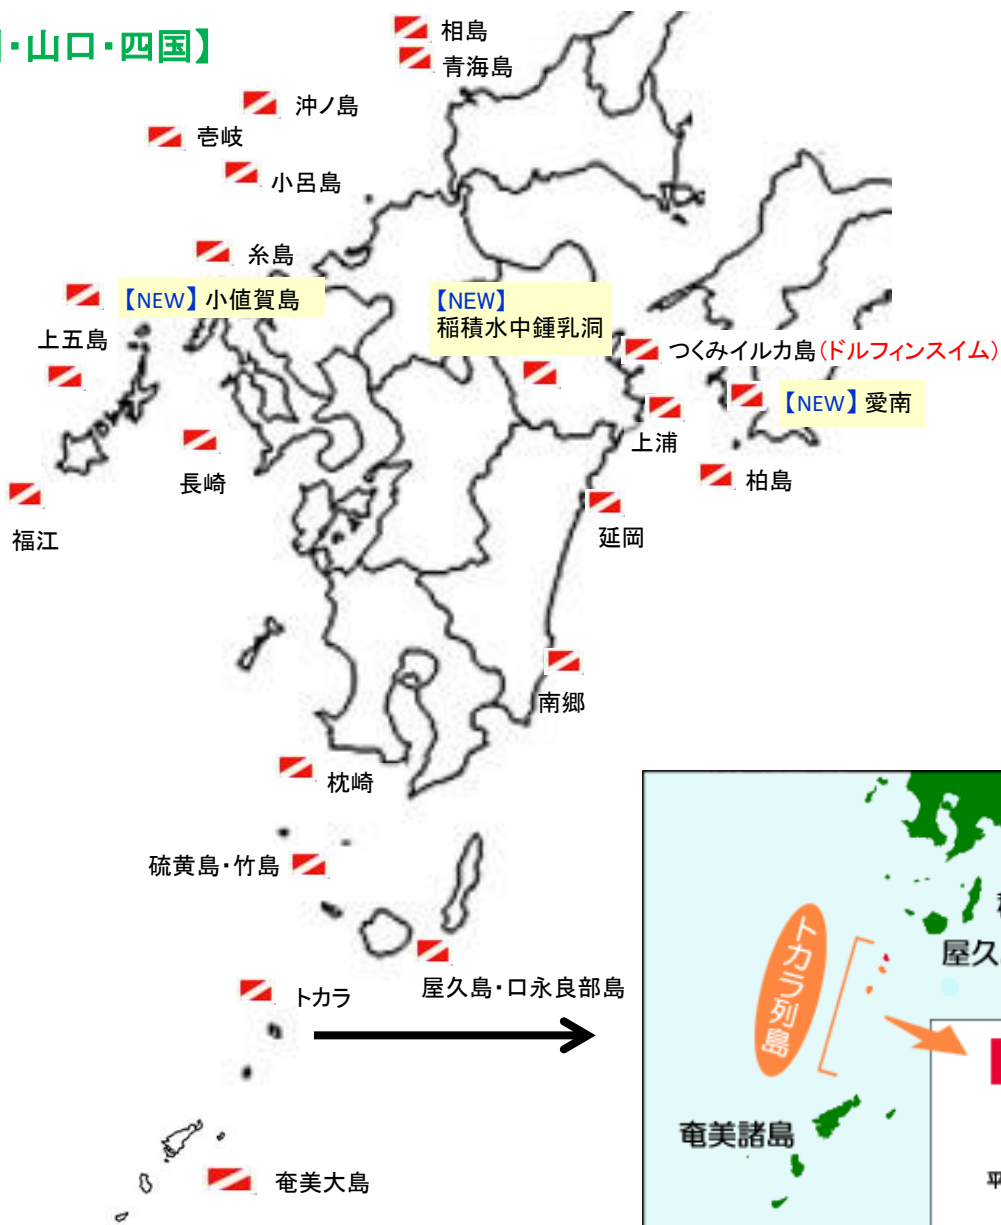 ・山口・四国】
相島
青海島
沖ノ島
壱岐
小呂島
糸島
【NEW】小値賀島
【NEW】
稲積水中鍾乳洞
上五島
つくみイルカ島(ドルフィンスイム)
【NEW】愛南
上浦
長崎
柏島
福江
延岡
南郷
枕崎
硫黄島・竹島
屋久島・口永良部島
トカラ
奄美大島
屋久
トカラ列島
奄美諸島
平